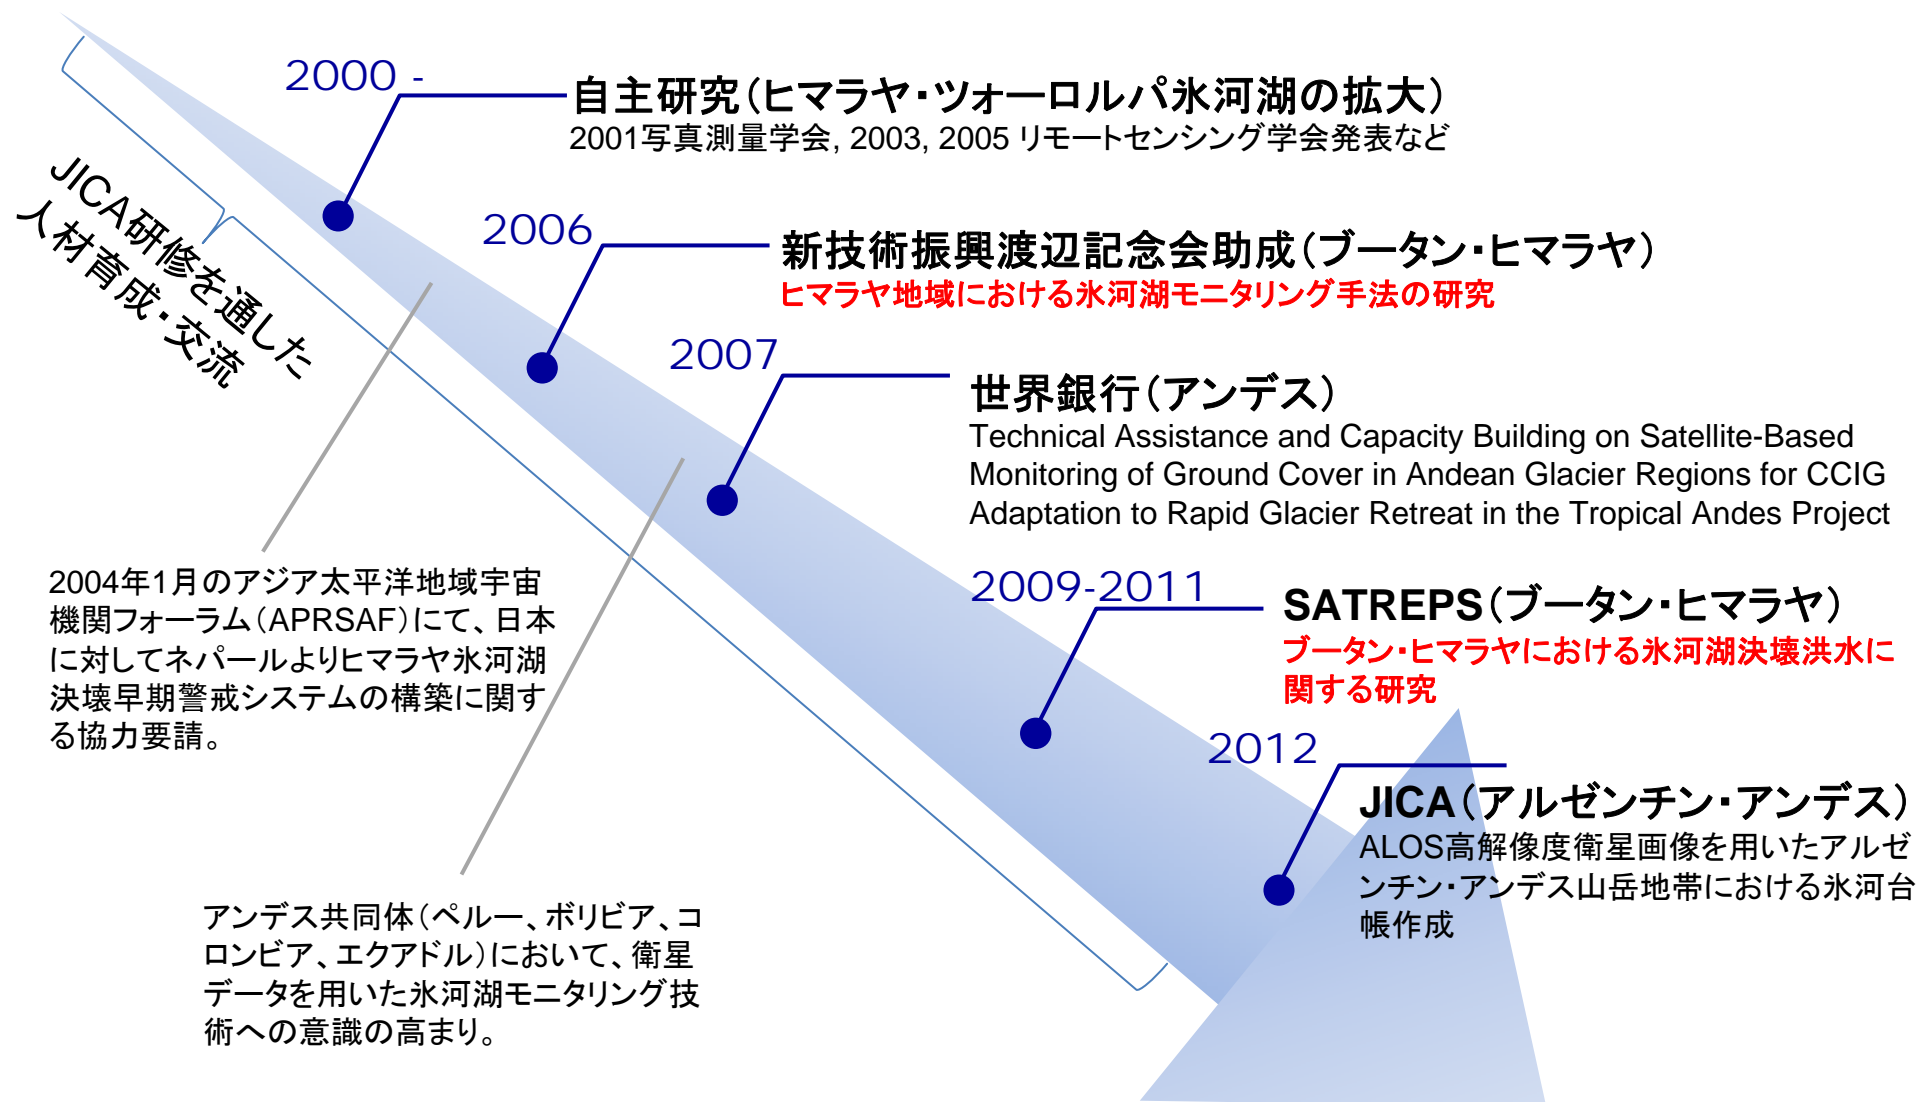 2000 -
自主研究（ヒマラヤ・ツォーロルパ氷河湖の拡大）
2001写真測量学会, 2003, 2005 リモートセンシング学会発表など
JICA研修を通した
人材育成・交流
2006
新技術振興渡辺記念会助成（ブータン・ヒマラヤ）
ヒマラヤ地域における氷河湖モニタリング手法の研究
2007
世界銀行（アンデス）
Technical Assistance and Capacity Building on Satellite-Based
Monitoring of Ground Cover in Andean Glacier Regions for CCIG
Adaptation to Rapid Glacier Retreat in the Tropical Andes Project
2004年1月のアジア太平洋地域宇宙
機関フォーラム（APRSAF）にて、日本
に対してネパールよりヒマラヤ氷河湖
決壊早期警戒システムの構築に関す
る協力要請。
2009-2011
SATREPS（ブータン・ヒマラヤ）
ブータン・ヒマラヤにおける氷河湖決壊洪水に
関する研究
2012
JICA（アルゼンチン・アンデス）
ALOS高解像度衛星画像を用いたアルゼ
ンチン・アンデス山岳地帯における氷河台
帳作成
アンデス共同体（ペルー、ボリビア、コ
ロンビア、エクアドル）において、衛星
データを用いた氷河湖モニタリング技
術への意識の高まり。